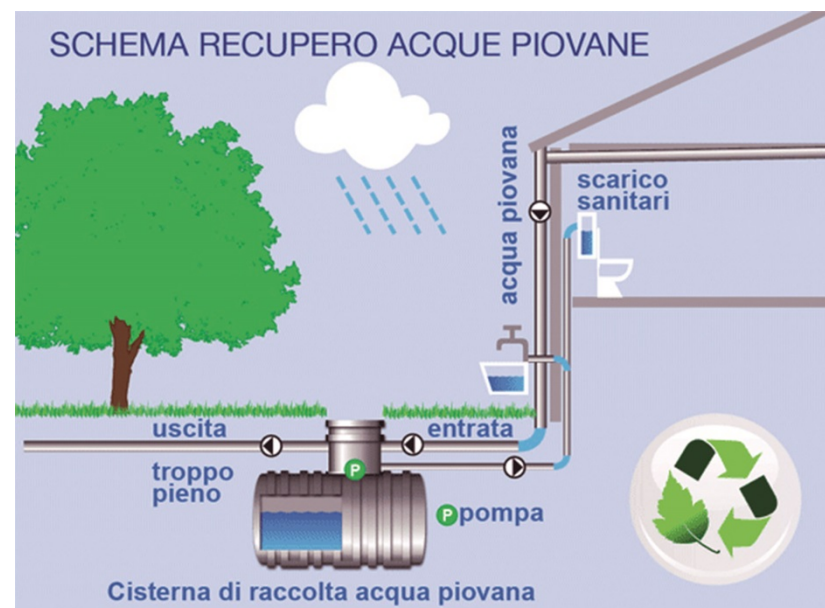 SCHEMA RECUPERO ACQUE PIOVANE
acqua piovana
scarico
sanitari
uscita
entrata
troppo
pieno
P
P pompa
Cisterna di raccolta acqua piovana